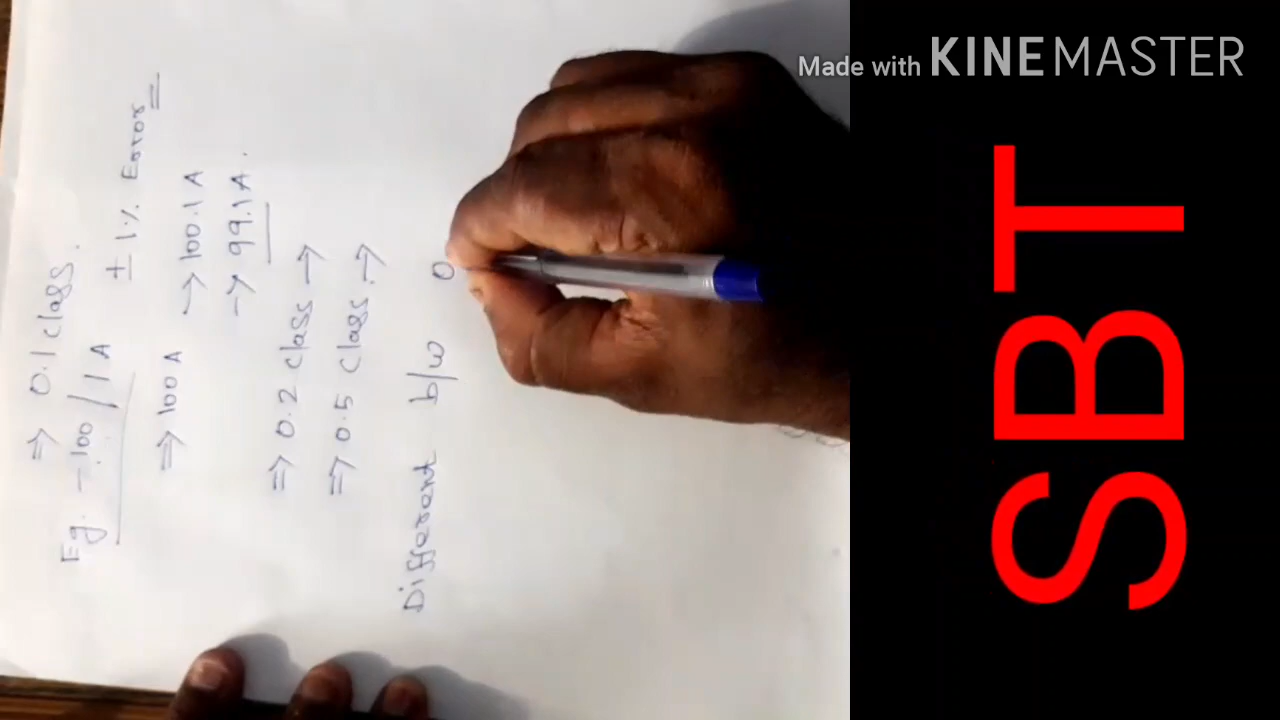 ⇒ 0.1 class.
Eg. - 100 / 1 A ± 1% Error
⇒ 100 A → 100.1 A
→ 99.1 A.
⇒ 0.2 class →
⇒ 0.5 class. →
Different b/w 0
Made with KINEMASTER
SBT